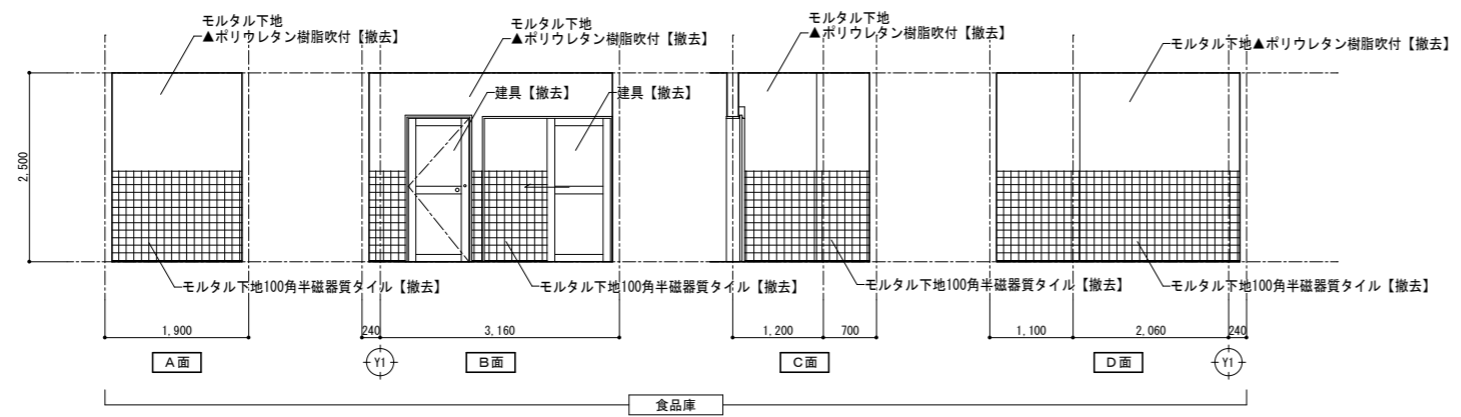 モルタル下地
▲ポリウレタン樹脂吹付【撤去】
モルタル下地
▲ポリウレタン樹脂吹付【撤去】
モルタル下地
▲ポリウレタン樹脂吹付【撤去】
モルタル下地▲ポリウレタン樹脂吹付【撤去】
建具【撤去】
建具【撤去】
2,500
モルタル下地100角半磁器質タイル【撤去】
モルタル下地100角半磁器質タイル【撤去】
モルタル下地100角半磁器質タイル【撤去】
モルタル下地100角半磁器質タイル【撤去】
1,900
240
3,160
1,200
700
1,100
2,060
240
A面
Y1
B面
C面
D面
Y1
食品庫